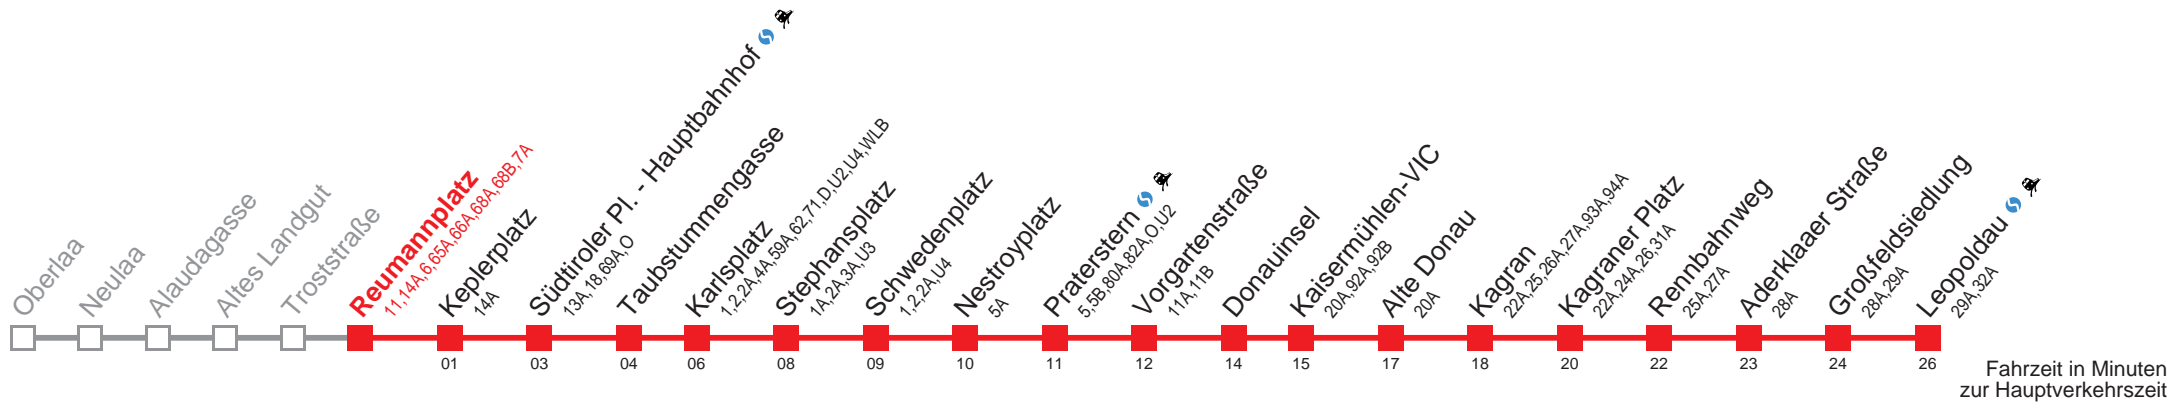 Oberlaa
Neulaa
Alaudagasse
Altes Landgut
Troststraße
Reumannplatz
11,14A,6,65A,66A,68A,68B,7A
Keplerplatz
14A
Südtiroler Pl. - Hauptbahnhof
13A,18,69A,O
Taubstummengasse
Karlsplatz
1,2,2A,4A,59A,62,71,D,U2,U4,WLB
Stephansplatz
1A,2A,3A,U3
Schwedenplatz
1,2,2A,U4
Nestroyplatz
5A
Praterstern
5,5B,80A,82A,O,U2
Vorgartenstraße
11A,11B
Donauinsel
Kaisermühlen-VIC
20A,92A,92B
Alte Donau
20A
Kagran
22A,25,26A,27A,93A,94A
Kagraner Platz
22A,24A,26,31A
Rennbahnweg
25A,27A
Aderklaaer Straße
28A
Großfeldsiedlung
28A,29A
Leopoldau
29A,32A
01 03 04 06 08 09 10 11 12 14 15 17 18 20 22 23 24 26
Fahrzeit in Minuten
zur Hauptverkehrszeit